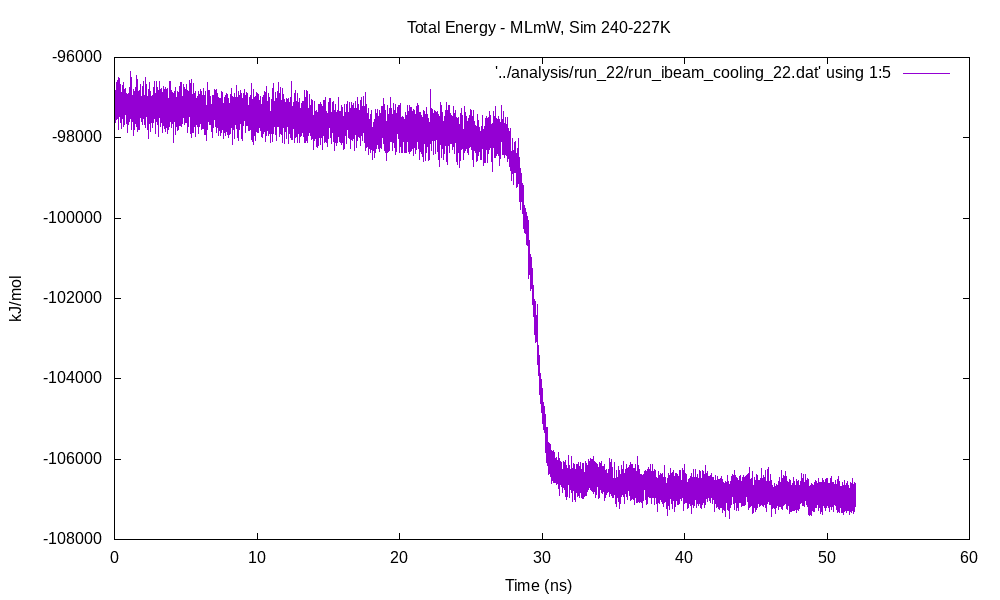 Total Energy - MLmW, Sim 240-227K
'../analysis/run_22/run_ibeam_cooling_22.dat' using 1:5
-96000
-98000
-100000
-102000
-104000
-106000
-108000
kJ/mol
0 10 20 30 40 50 60
Time (ns)